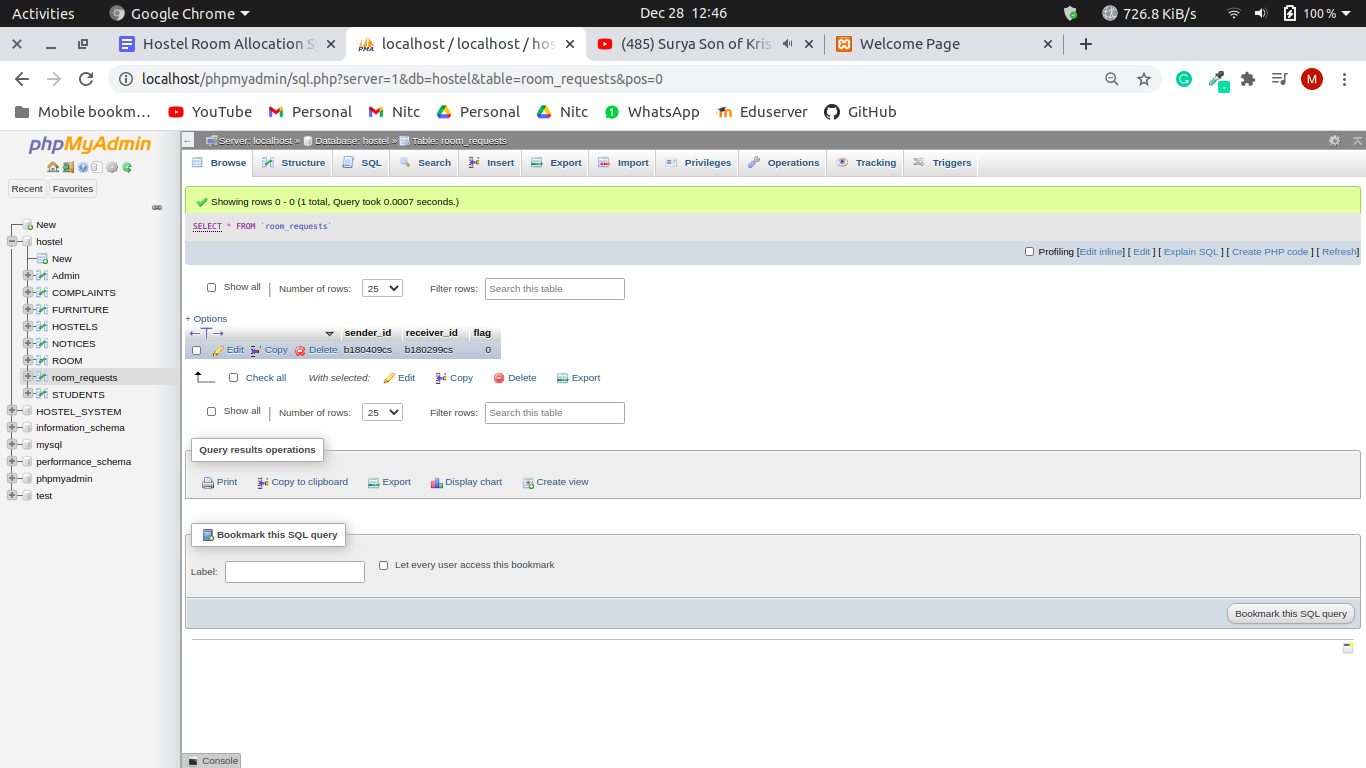 Activities Google Chrome Dec 28 12:46 726.8 KiB/s 100 %
Hostel Room Allocation S localhost / localhost / hos (485) Surya Son of Kris Welcome Page
localhost/phpmyadmin/sql.php?server=1&db=hostel&table=room_requests&pos=0 M
Mobile bookm… YouTube Personal Nitc Personal Nitc WhatsApp Eduserver GitHub
phpMyAdmin
Recent Favorites
New
hostel
New
Admin
COMPLAINTS
FURNITURE
HOSTELS
NOTICES
ROOM
room_requests
STUDENTS
HOSTEL_SYSTEM
information_schema
mysql
performance_schema
phpmyadmin
test
Server: localhost » Database: hostel » Table: room_requests
Browse Structure SQL Search Insert Export Import Privileges Operations Tracking Triggers
Showing rows 0 - 0 (1 total, Query took 0.0007 seconds.)
SELECT * FROM `room_requests`
Profiling [Edit inline] [ Edit ] [ Explain SQL ] [ Create PHP code ] [ Refresh]
Show all | Number of rows: 25 Filter rows: Search this table
+ Options
←T→ sender_id receiver_id flag
Edit Copy Delete b180409cs b180299cs 0
Check all With selected: Edit Copy Delete Export
Show all | Number of rows: 25 Filter rows: Search this table
Query results operations
Print Copy to clipboard Export Display chart Create view
Bookmark this SQL query
Label: Let every user access this bookmark
Bookmark this SQL query
Console